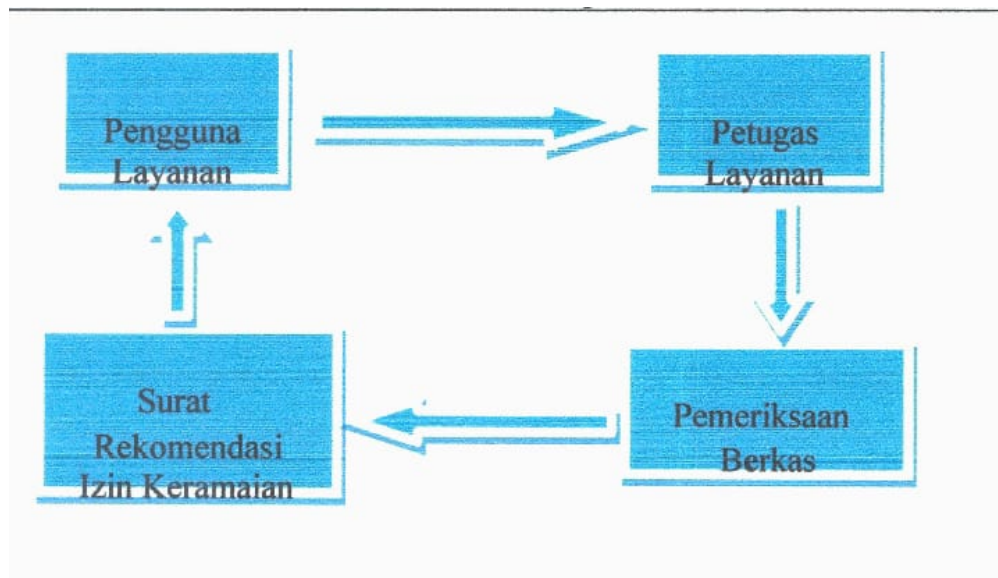 Pengguna
Layanan
Petugas
Layanan
Surat
Rekomendasi
Izin Keramaian
Pemeriksaan
Berkas